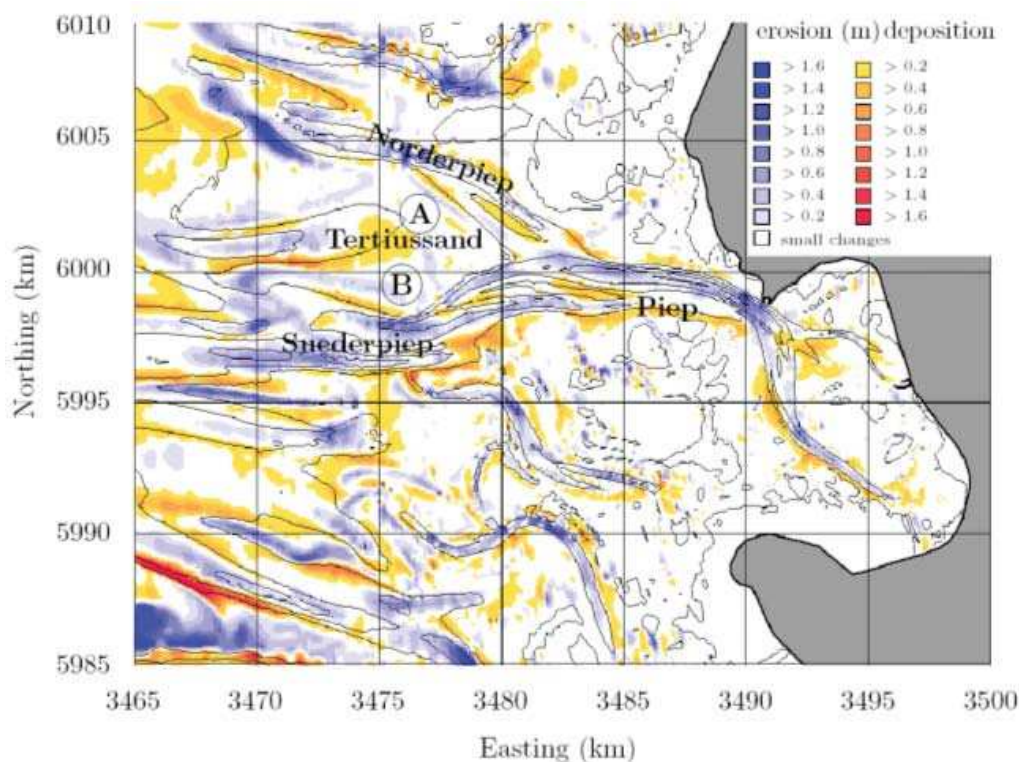 6010
6005
6000
5995
5990
5985
Northing (km)
erosion (m) deposition
> 1.6 > 0.2
> 1.4 > 0.4
> 1.2 > 0.6
> 1.0 > 0.8
> 0.8 > 1.0
> 0.6 > 1.2
> 0.4 > 1.4
> 0.2 > 1.6
small changes
Norderpiep
A
Tertiussand
B
Piep
Suederpiep
3465 3470 3475 3480 3485 3490 3495 3500
Easting (km)